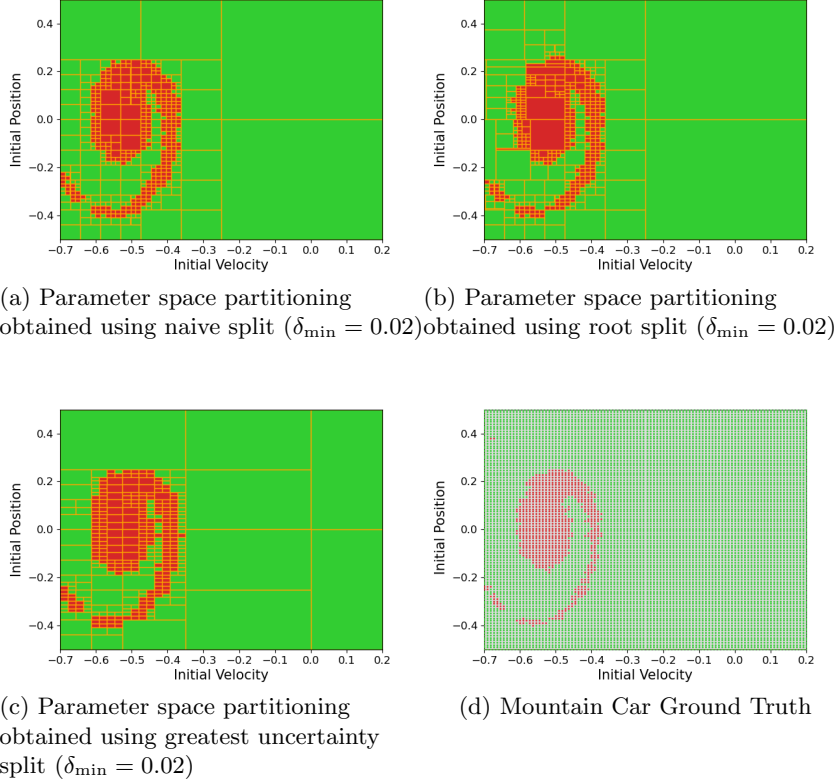 0.4
0.2
0.0
−0.2
−0.4
Initial Position
−0.7 −0.6 −0.5 −0.4 −0.3 −0.2 −0.1 0.0 0.1 0.2
Initial Velocity
(a) Parameter space partitioning
obtained using naive split (δmin = 0.02)
0.4
0.2
0.0
−0.2
−0.4
Initial Position
−0.7 −0.6 −0.5 −0.4 −0.3 −0.2 −0.1 0.0 0.1 0.2
Initial Velocity
(b) Parameter space partitioning
obtained using root split (δmin = 0.02)
0.4
0.2
0.0
−0.2
−0.4
Initial Position
−0.7 −0.6 −0.5 −0.4 −0.3 −0.2 −0.1 0.0 0.1 0.2
Initial Velocity
(c) Parameter space partitioning
obtained using greatest uncertainty
split (δmin = 0.02)
0.4
0.2
0.0
−0.2
−0.4
Initial Position
−0.7 −0.6 −0.5 −0.4 −0.3 −0.2 −0.1 0.0 0.1 0.2
Initial Velocity
(d) Mountain Car Ground Truth